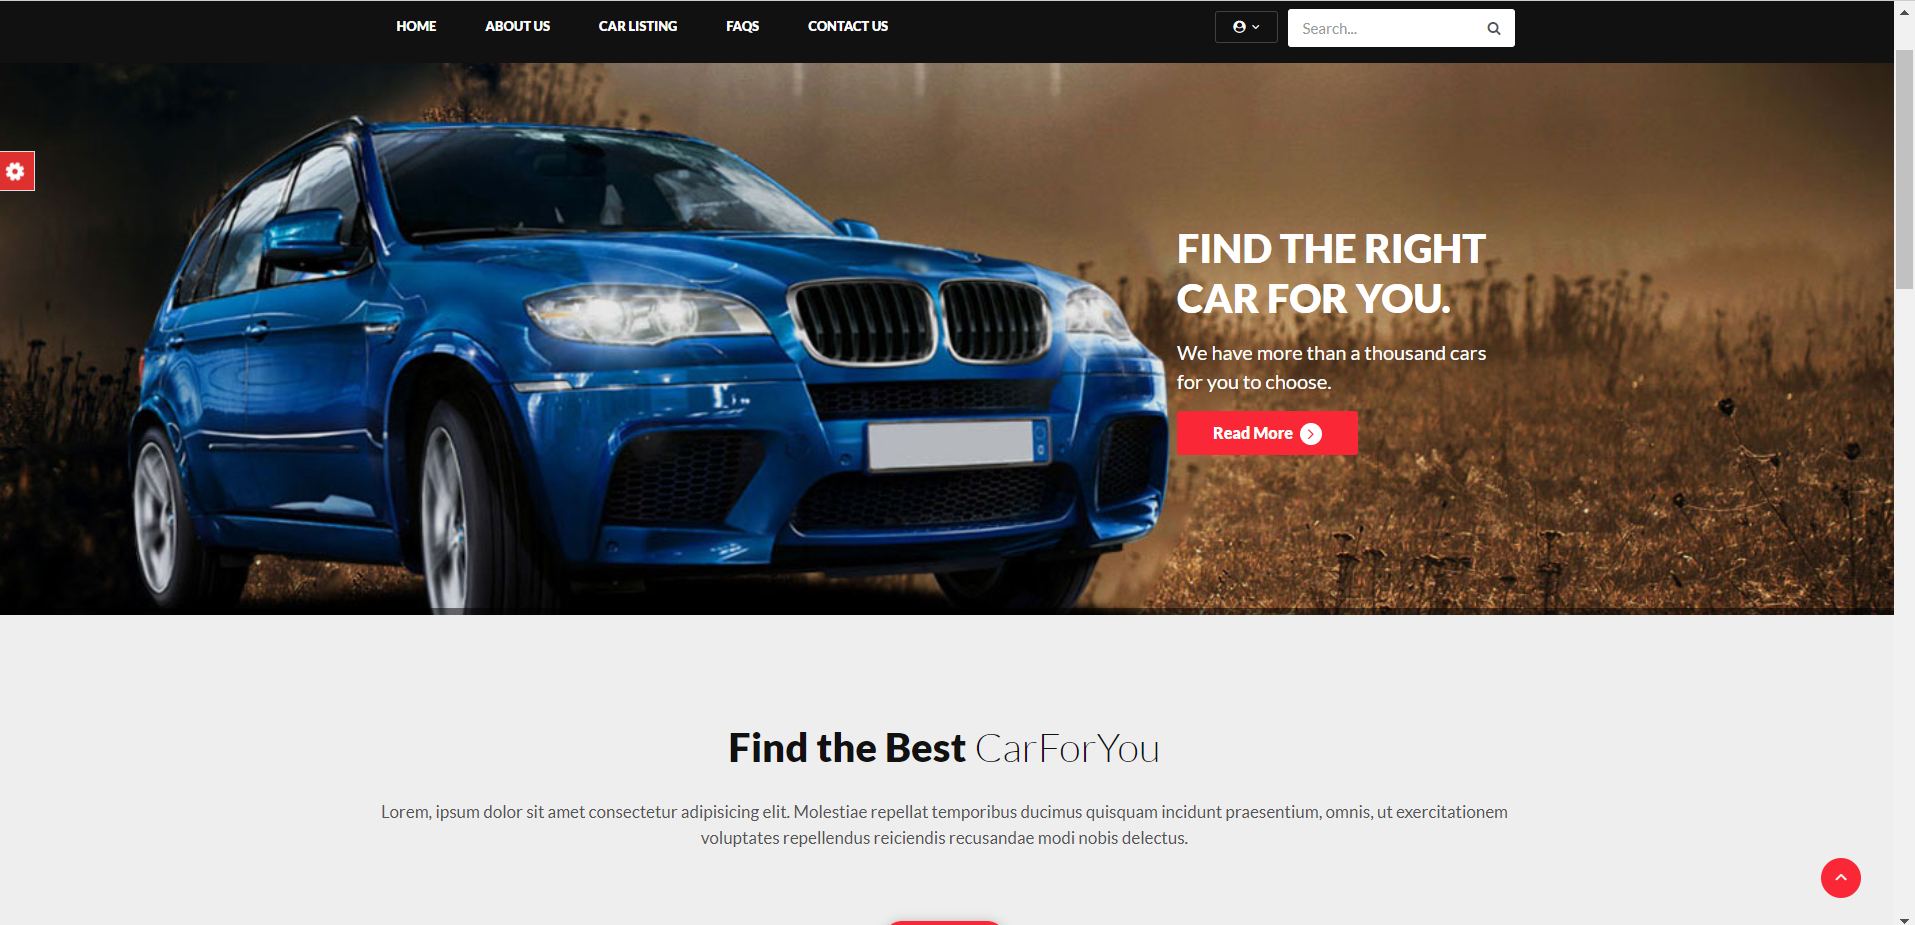 HOME ABOUT US CAR LISTING FAQS CONTACT US Search...
FIND THE RIGHT
CAR FOR YOU.
We have more than a thousand cars
for you to choose.
Read More
Find the Best CarForYou
Lorem, ipsum dolor sit amet consectetur adipisicing elit. Molestiae repellat temporibus ducimus quisquam incidunt praesentium, omnis, ut exercitationem
voluptates repellendus reiciendis recusandae modi nobis delectus.